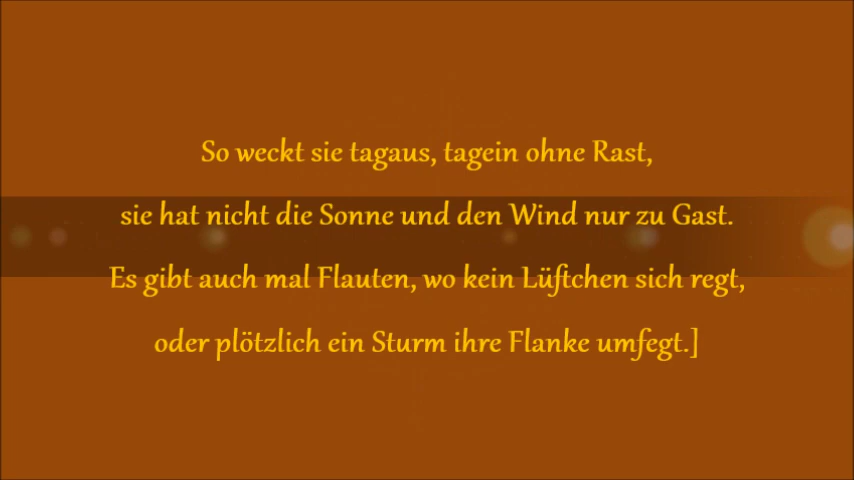 So weckt sie tagaus, tagein ohne Rast,
sie hat nicht die Sonne und den Wind nur zu Gast.
Es gibt auch mal Flauten, wo kein Lüftchen sich regt,
oder plötzlich ein Sturm ihre Flanke umfegt.]